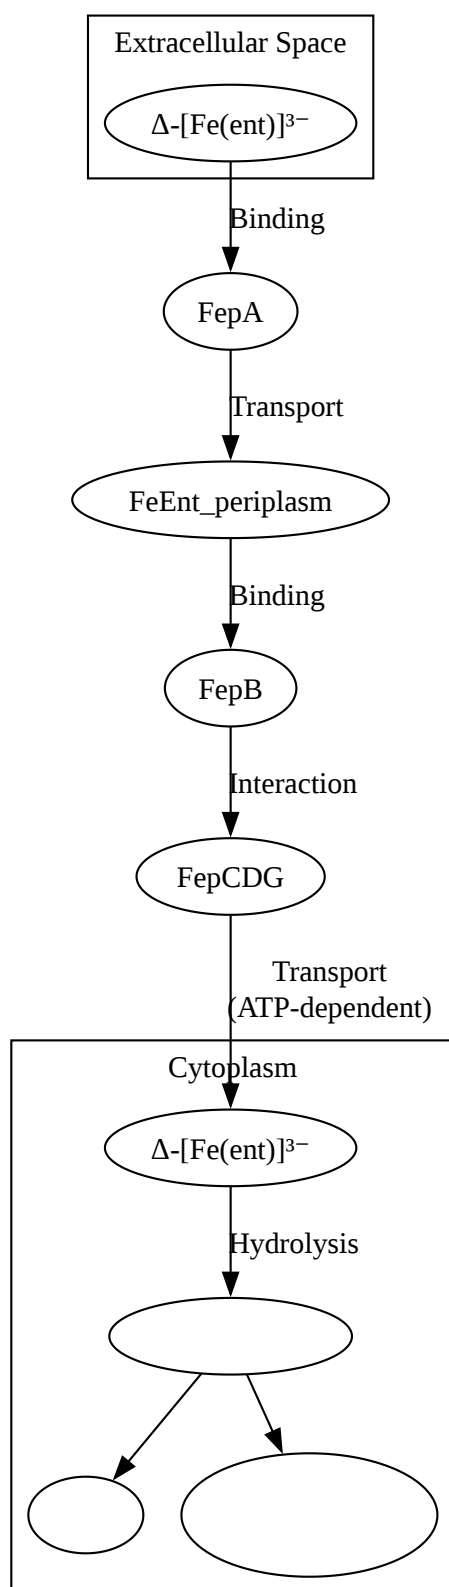 Extracellular Space
Δ-[Fe(ent)]³⁻
Binding
FepA
Transport
FeEnt_periplasm
Binding
FepB
Interaction
FepCDG
Transport
(ATP-dependent)
Cytoplasm
Δ-[Fe(ent)]³⁻
Hydrolysis